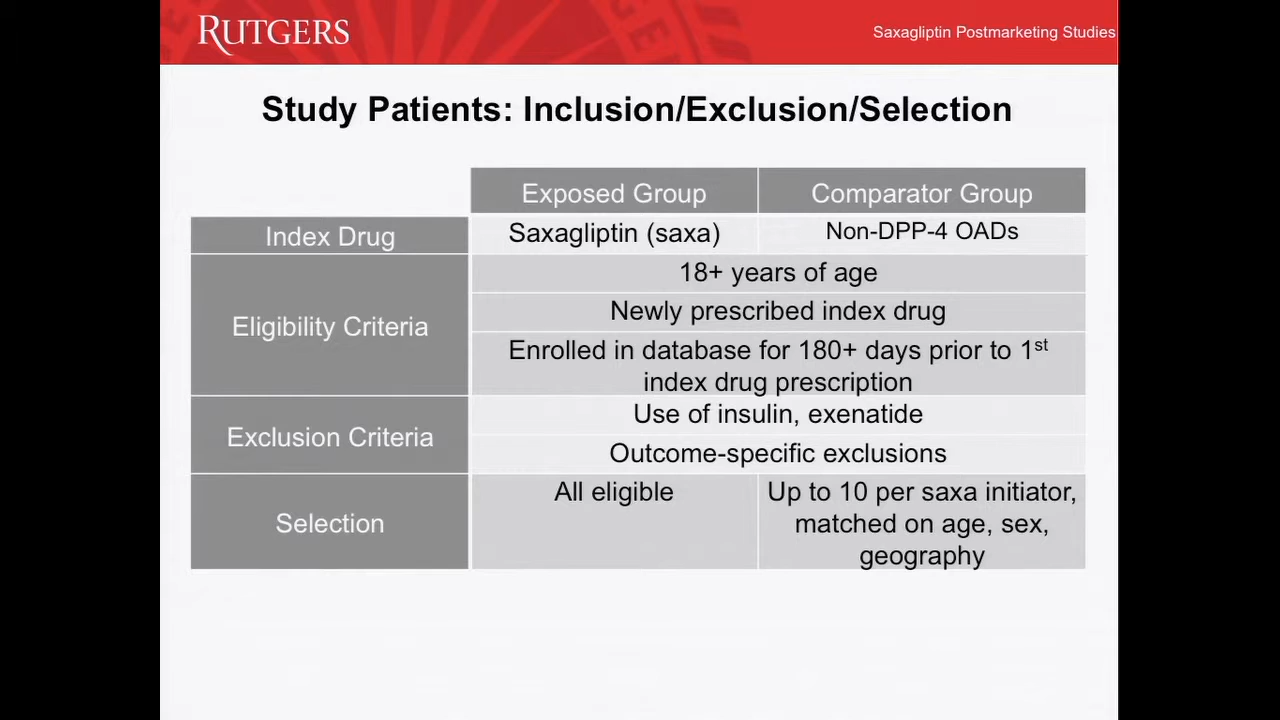 RUTGERS
Saxagliptin Postmarketing Studies
Study Patients: Inclusion/Exclusion/Selection
Exposed Group
Comparator Group
Index Drug
Saxagliptin (saxa)
Non-DPP-4 OADs
Eligibility Criteria
18+ years of age
Newly prescribed index drug
Enrolled in database for 180+ days prior to 1st
index drug prescription
Exclusion Criteria
Use of insulin, exenatide
Outcome-specific exclusions
Selection
All eligible
Up to 10 per saxa initiator,
matched on age, sex,
geography